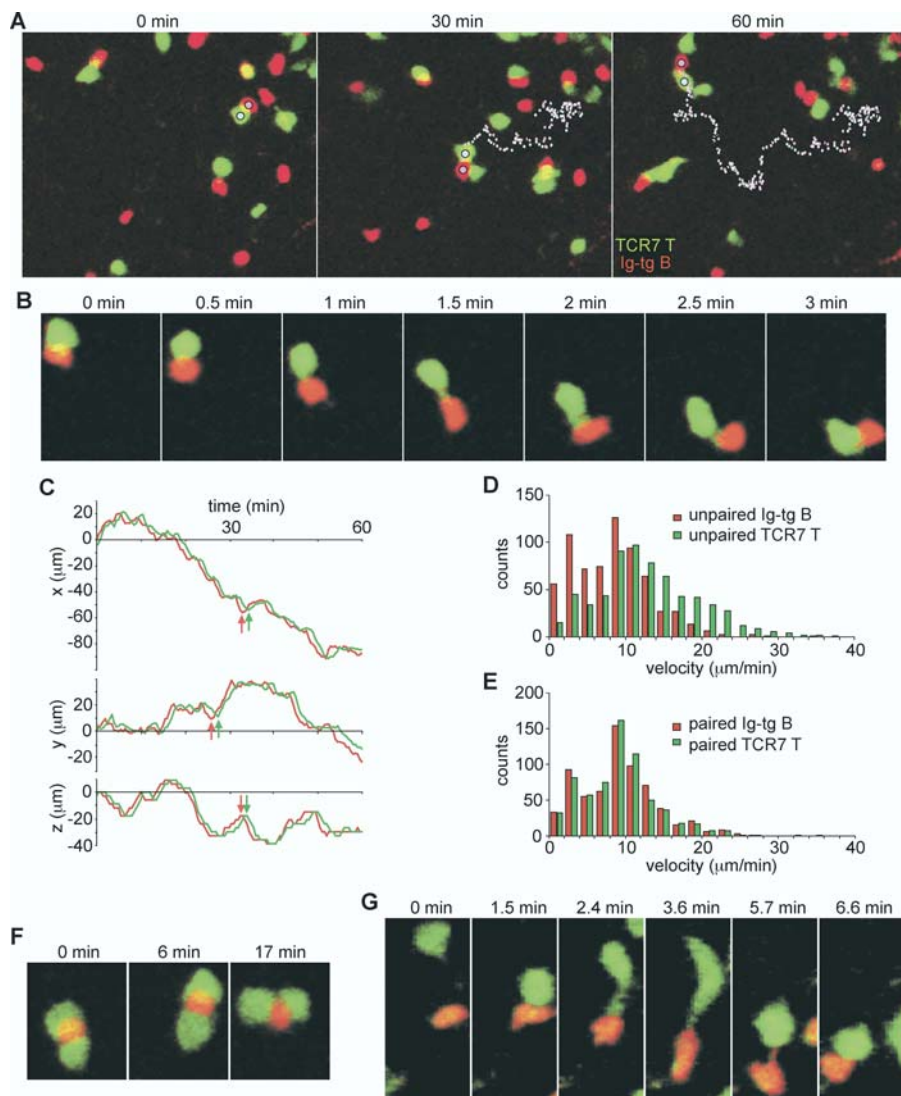 A
0 min 30 min 60 min
TCR7 T
Ig-tg B
B
0 min 0.5 min 1 min 1.5 min 2 min 2.5 min 3 min
C
time (min)
30 60
20
0
-20
-40
-60
-80
x (μm)
20
0
-20
y (μm)
0
-20
-40
z (μm)
D
150
100
50
0
counts
unpaired Ig-tg B
unpaired TCR7 T
0 10 20 30 40
velocity (μm/min)
E
200
150
100
50
0
counts
paired Ig-tg B
paired TCR7 T
0 10 20 30 40
velocity (μm/min)
F
0 min 6 min 17 min
G
0 min 1.5 min 2.4 min 3.6 min 5.7 min 6.6 min